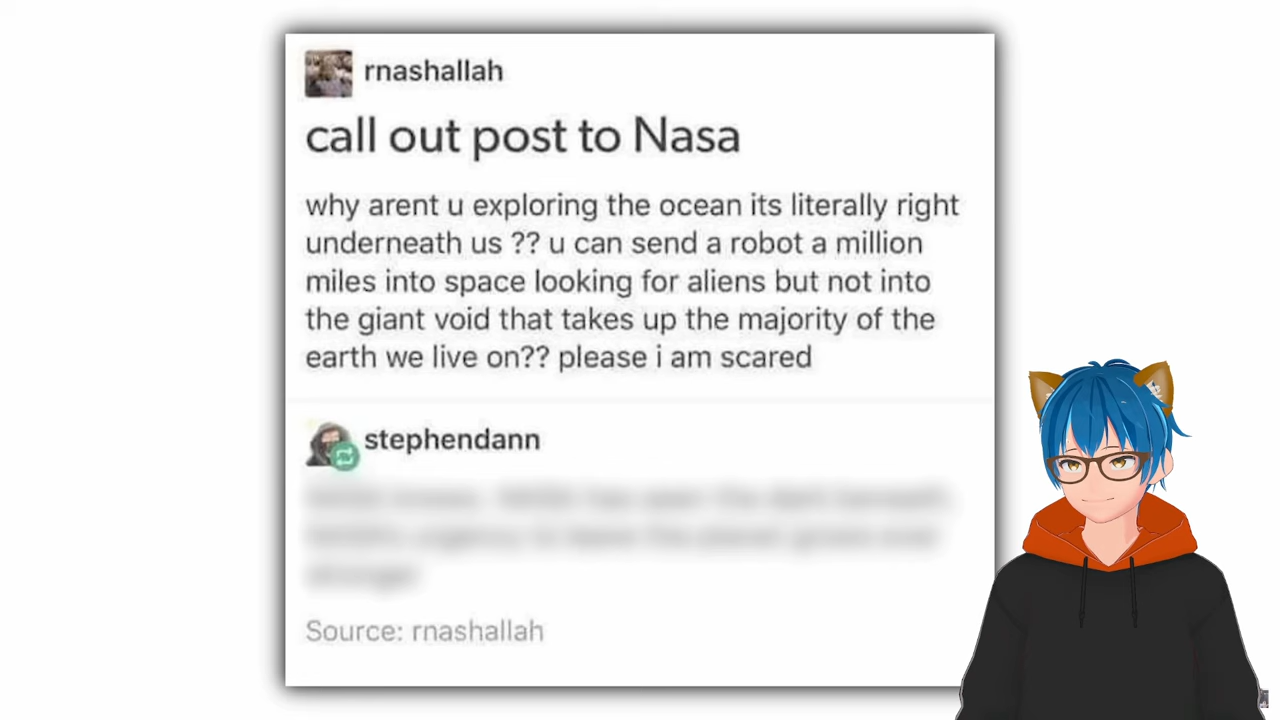 rnashallah
call out post to Nasa
why arent u exploring the ocean its literally right
underneath us ?? u can send a robot a million
miles into space looking for aliens but not into
the giant void that takes up the majority of the
earth we live on?? please i am scared
stephendann
Source: rnashallah